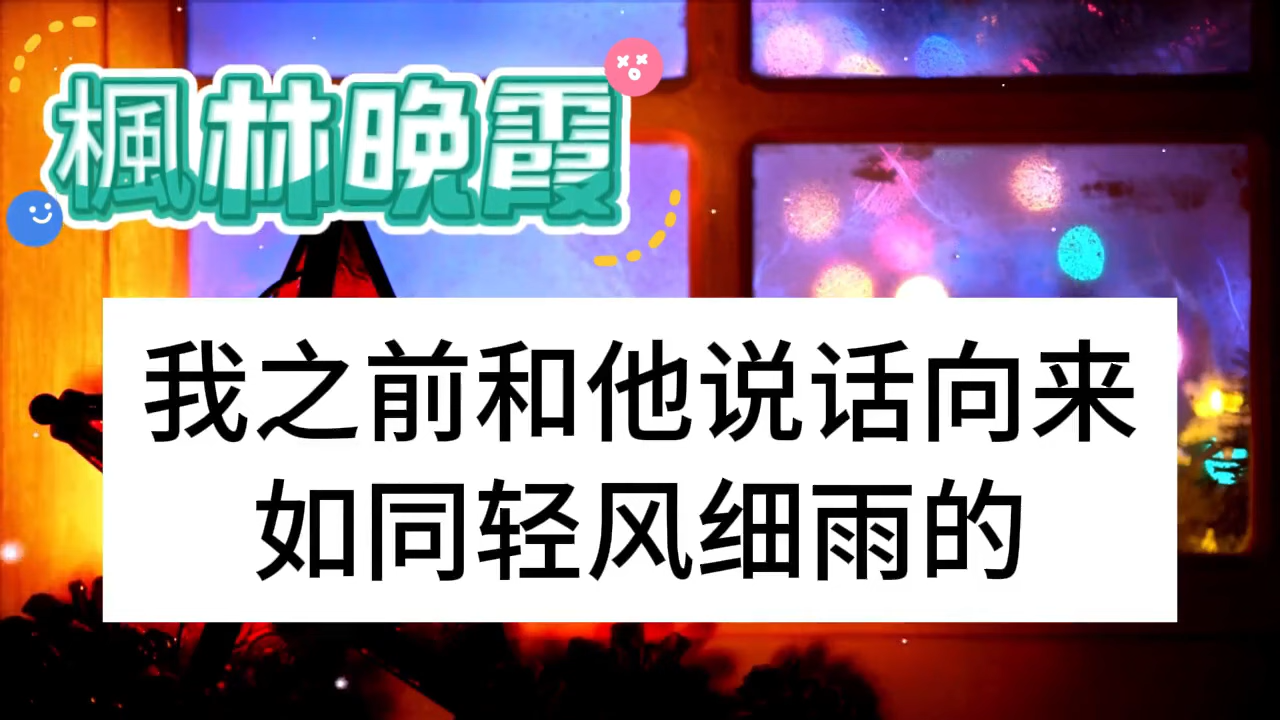 楓林晚霞
我之前和他说话向来
如同轻风细雨的